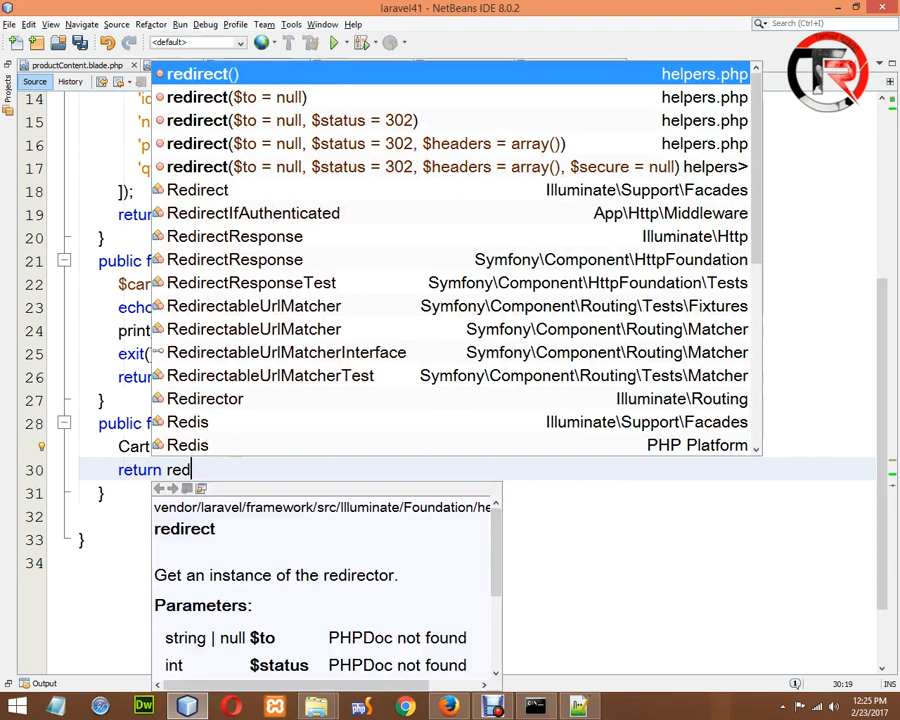 laravel41 - NetBeans IDE 8.0.2
File Edit View Navigate Source Refactor Run Debug Profile Team Tools Window Help
<default>
Search (Ctrl+I)
productContent.blade.php
Source History
Projects
redirect() helpers.php
redirect($to = null) helpers.php
redirect($to = null, $status = 302) helpers.php
redirect($to = null, $status = 302, $headers = array()) helpers.php
redirect($to = null, $status = 302, $headers = array(), $secure = null) helpers>
Redirect Illuminate\Support\Facades
RedirectIfAuthenticated App\Http\Middleware
RedirectResponse Illuminate\Http
RedirectResponse Symfony\Component\HttpFoundation
RedirectResponseTest Symfony\Component\HttpFoundation\Tests
RedirectableUrlMatcher Symfony\Component\Routing\Tests\Fixtures
RedirectableUrlMatcher Symfony\Component\Routing\Matcher
RedirectableUrlMatcherInterface Symfony\Component\Routing\Matcher
RedirectableUrlMatcherTest Symfony\Component\Routing\Tests\Matcher
Redirector Illuminate\Routing
Redis Illuminate\Support\Facades
Redis PHP Platform
14 'id
15 'n
16 'p
17 'q
18 ]);
19 retur
20 }
21 public f
22 $car
23 echo
24 print
25 exit(
26 retur
27 }
28 public f
Cart
30 return red
31 }
32
33 }
34
vendor/laravel/framework/src/Illuminate/Foundation/he
redirect
Get an instance of the redirector.
Parameters:
string | null $to PHPDoc not found
int $status PHPDoc not found
Output
30:19 INS
12:25 PM
2/23/2017